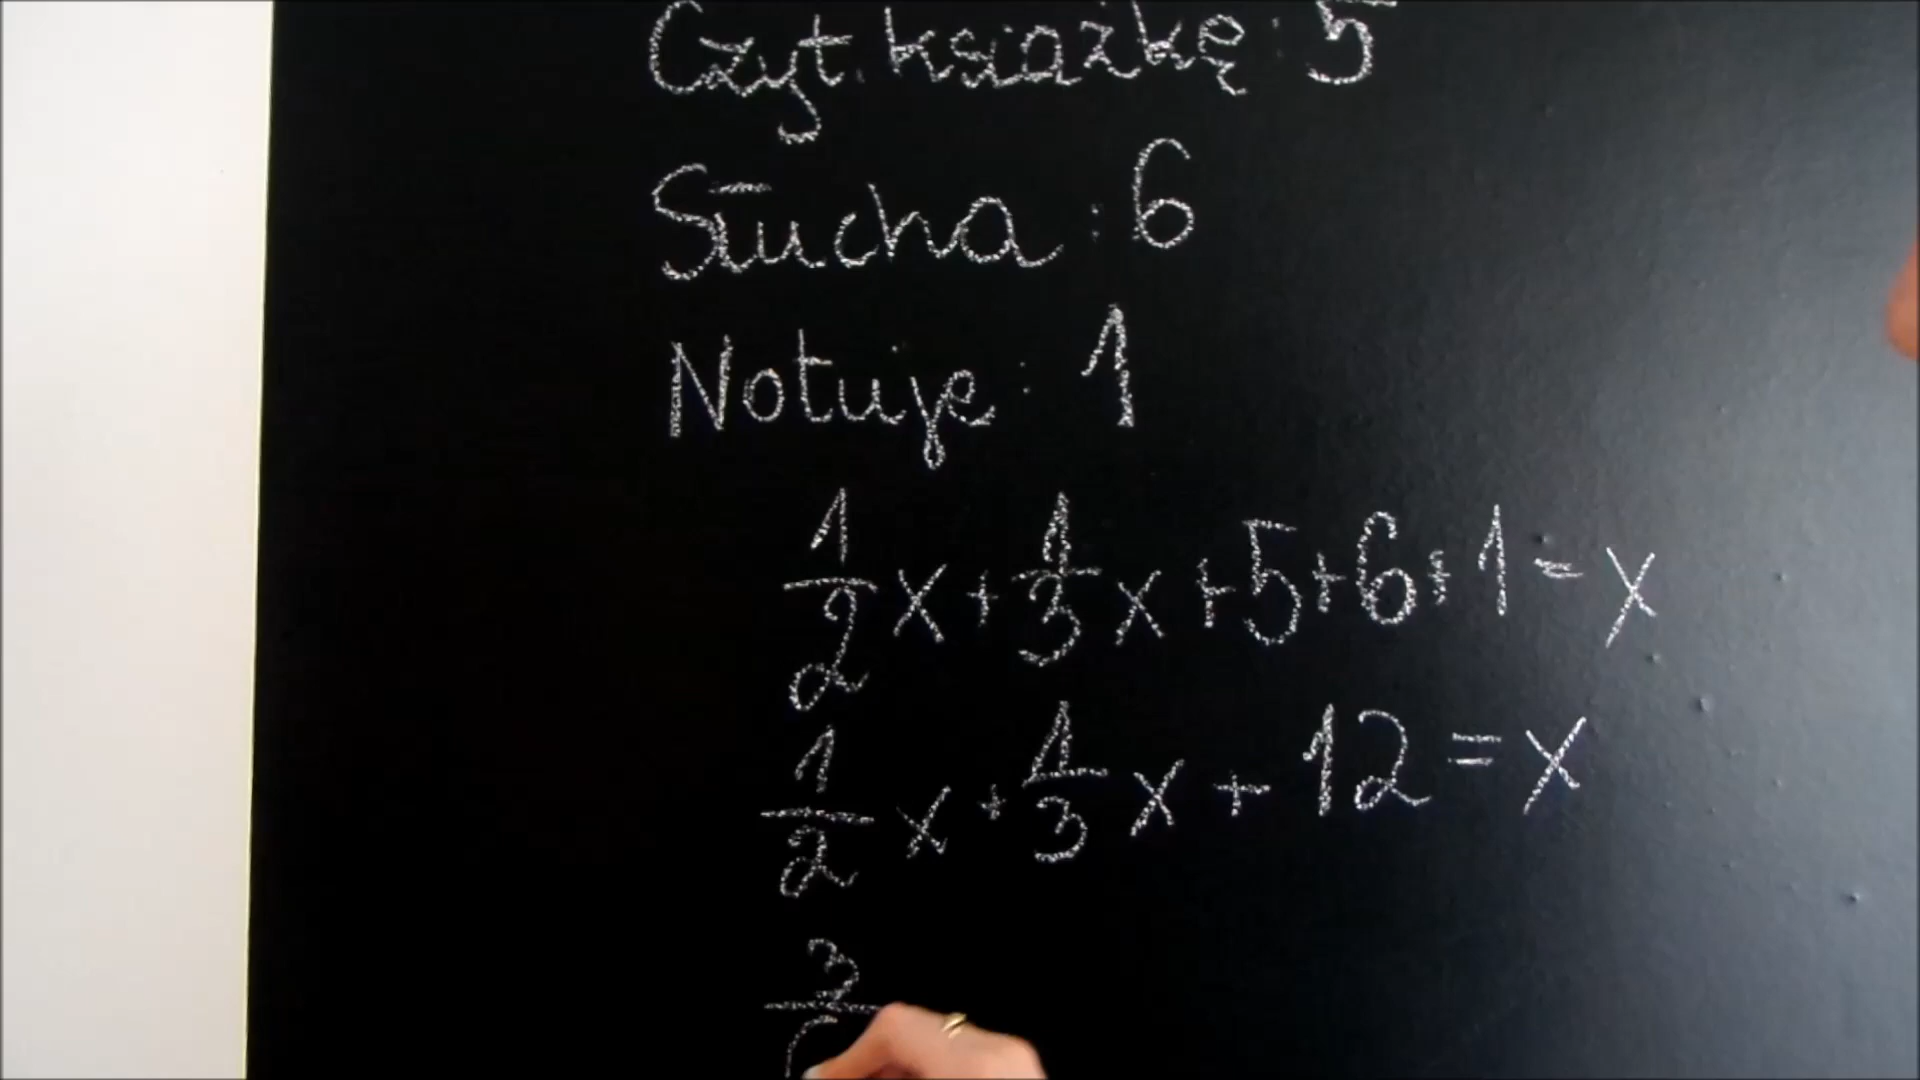 Czyt. książkę: 5
Słucha: 6
Notuje: 1
1/2 x + 1/3 x + 5 + 6 + 1 = x
1/2 x + 1/3 x + 12 = x
3/